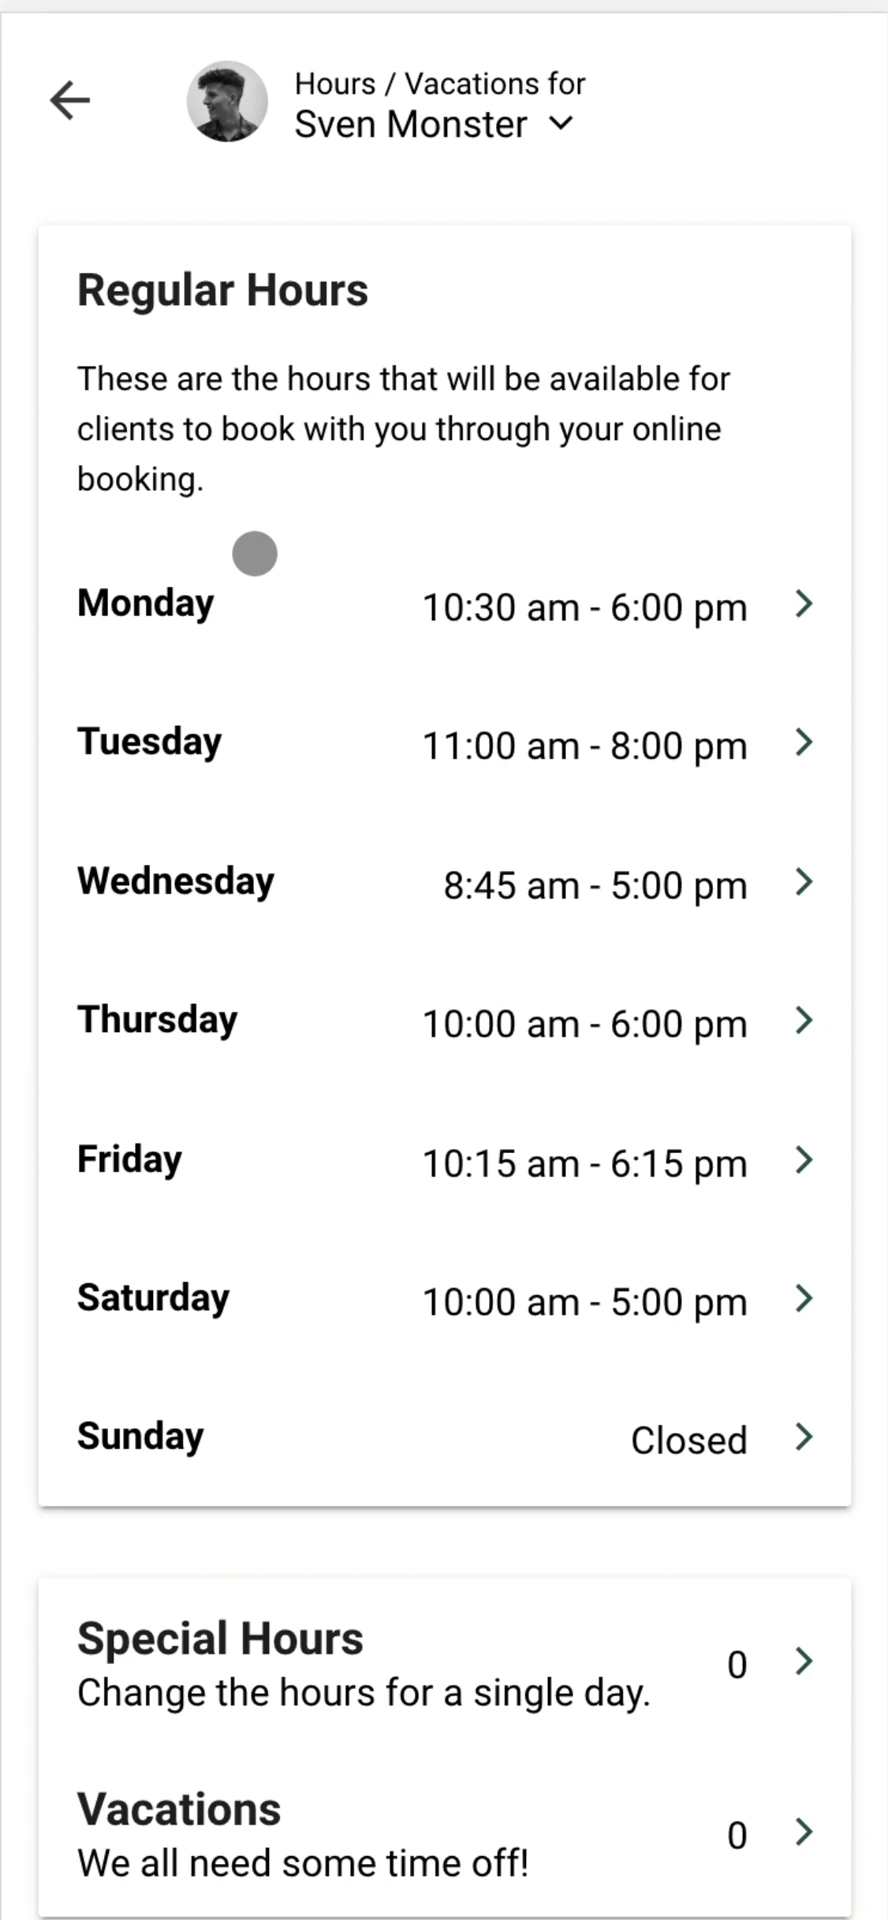 Hours / Vacations for
Sven Monster
Regular Hours
These are the hours that will be available for
clients to book with you through your online
booking.
Monday 10:30 am - 6:00 pm
Tuesday 11:00 am - 8:00 pm
Wednesday 8:45 am - 5:00 pm
Thursday 10:00 am - 6:00 pm
Friday 10:15 am - 6:15 pm
Saturday 10:00 am - 5:00 pm
Sunday Closed
Special Hours
0
Change the hours for a single day.
Vacations
0
We all need some time off!